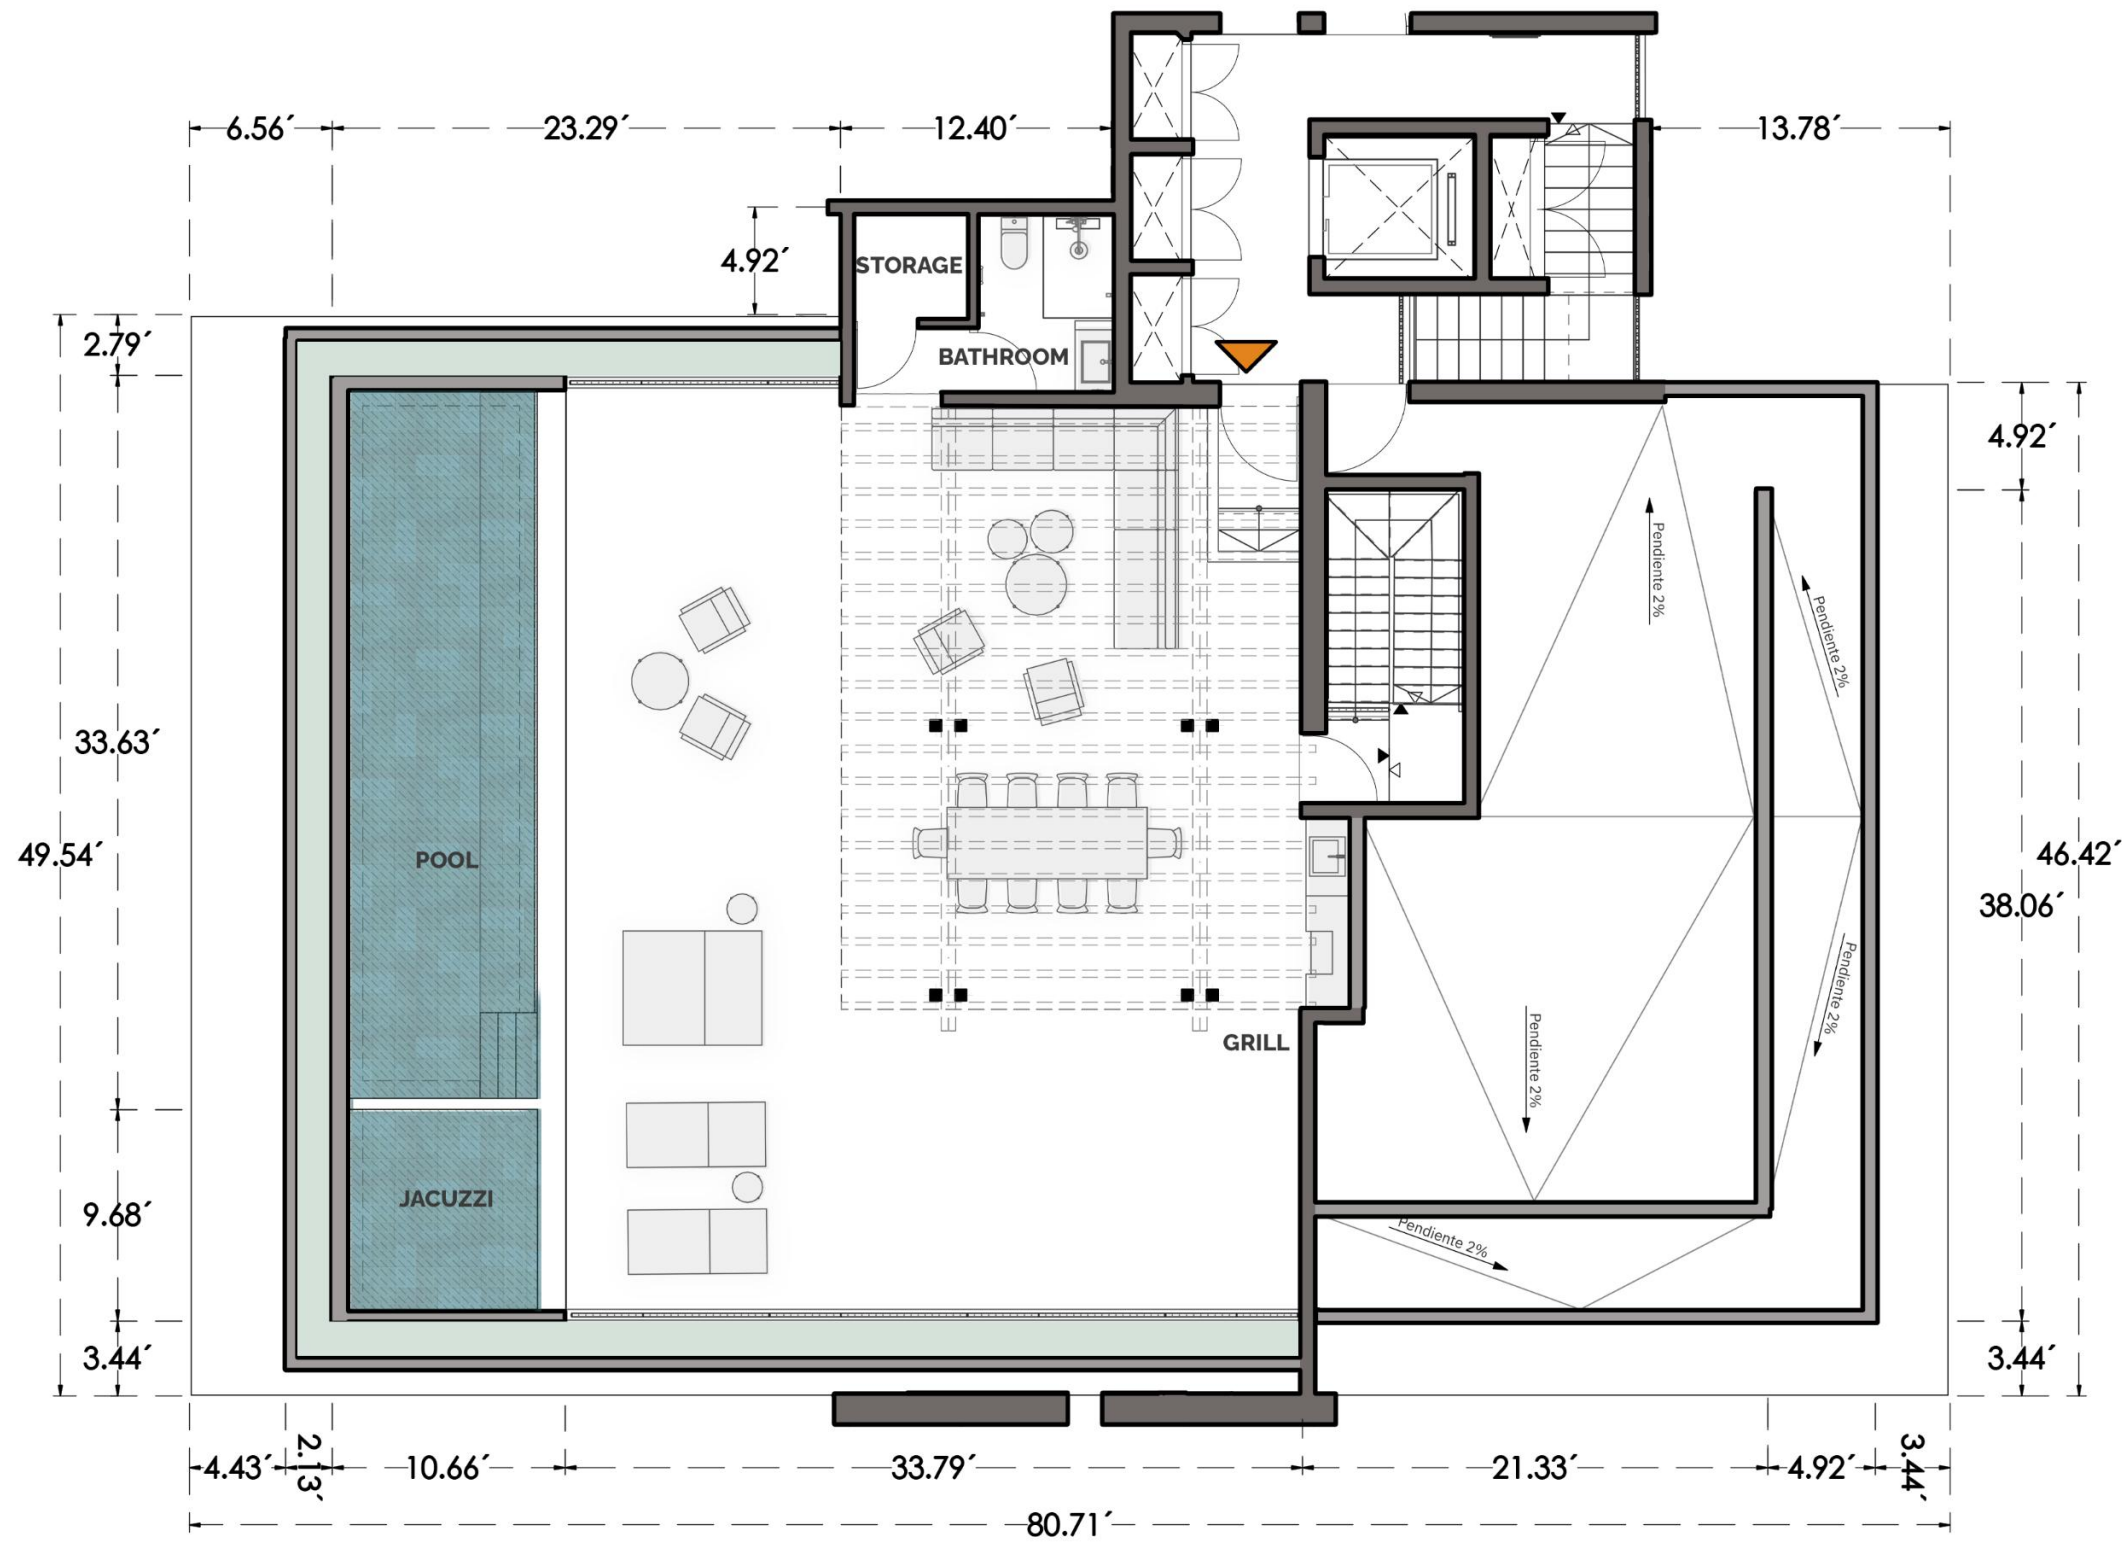 6.56´
23.29´
12.40´
13.78´
4.92´
STORAGE
BATHROOM
2.79´
4.92´
Pendiente 2%
Pendiente 2%
33.63´
49.54´
POOL
46.42´
38.06´
Pendiente 2%
GRILL
Pendiente 2%
JACUZZI
9.68´
Pendiente 2%
3.44´
3.44´
4.43´
2.13´
10.66´
33.79´
21.33´
4.92´
3.44´
80.71´